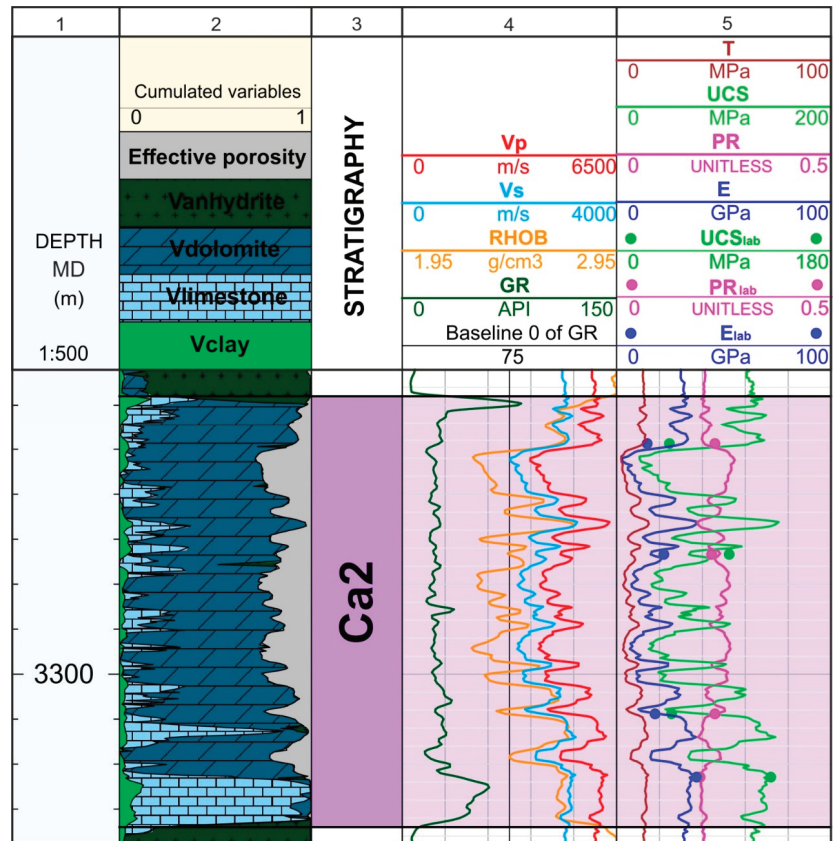 1
2
3
4
5
DEPTH
MD
(m)
1:500
Cumulated variables
0 1
Effective porosity
Vanhydrite
Vdolomite
Vlimestone
Vclay
STRATIGRAPHY
Vp
0 m/s 6500
Vs
0 m/s 4000
RHOB
1.95 g/cm3 2.95
GR
0 API 150
Baseline 0 of GR
75
T
0 MPa 100
UCS
0 MPa 200
PR
0 UNITLESS 0.5
E
0 GPa 100
UCSlab
0 MPa 180
PRlab
0 UNITLESS 0.5
Elab
0 GPa 100
3300
Ca2